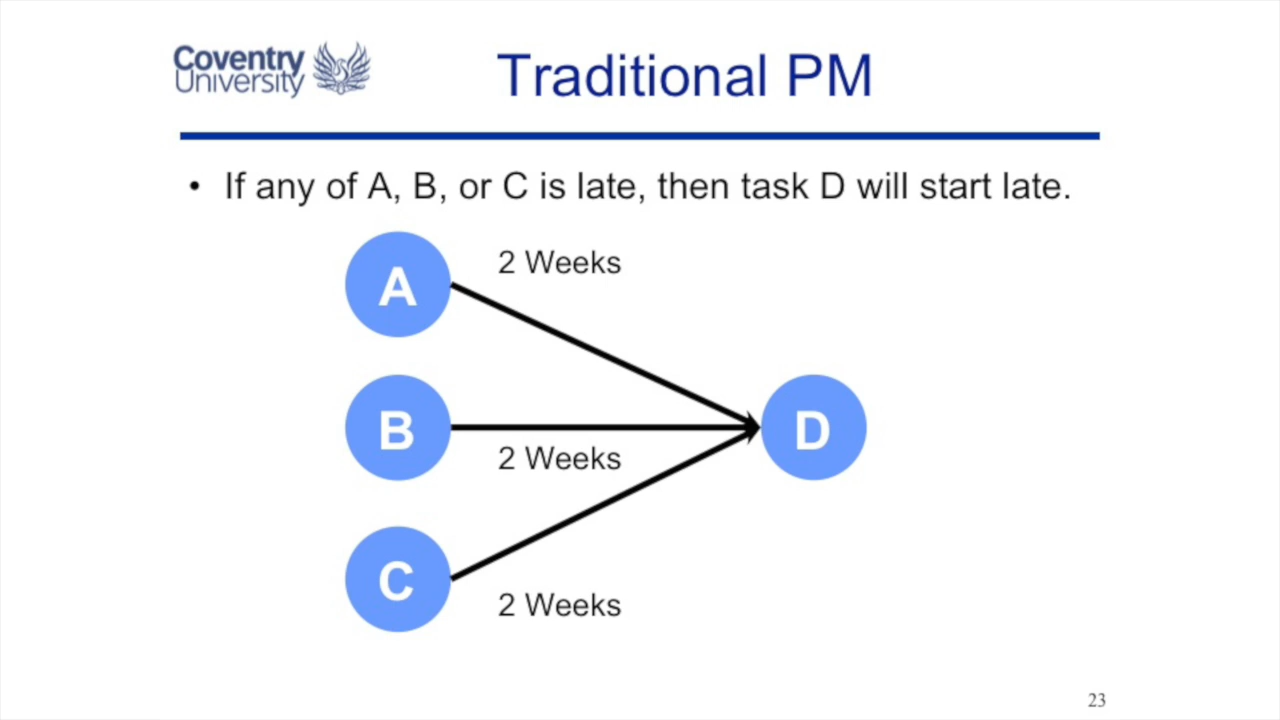 Coventry
University
Traditional PM
• If any of A, B, or C is late, then task D will start late.
A
2 Weeks
B
2 Weeks
D
C
2 Weeks
23